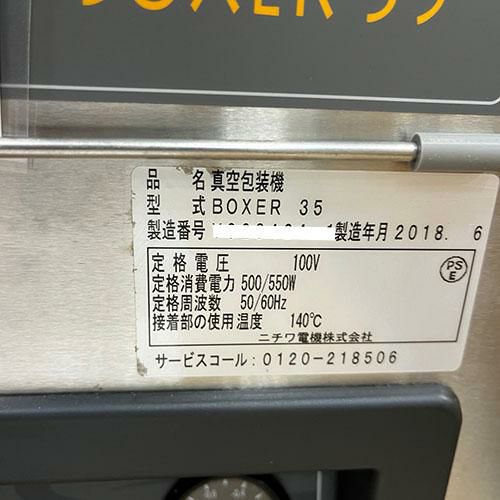 BOXER 35
品 名 真空包装機
型 式 BOXER 35
製造番号 製造年月 2018. 6
定格電圧 100V
定格消費電力 500/550W
定格周波数 50/60Hz
接着部の使用温度 140℃
PS
E
ニチワ電機株式会社
サービスコール:0120-218506